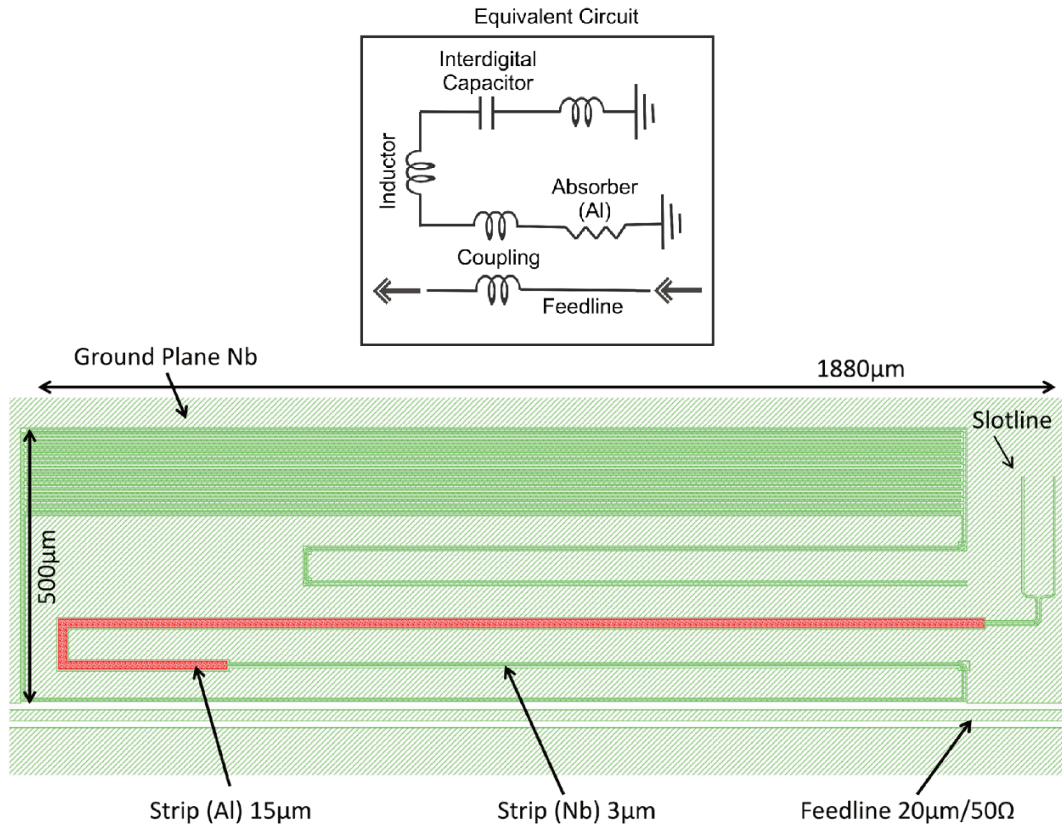 Equivalent Circuit
Interdigital
Capacitor
Inductor
Absorber
(Al)
Coupling
Feedline
Ground Plane Nb
1880μm
Slotline
500μm
Strip (Al) 15μm
Strip (Nb) 3μm
Feedline 20μm/50Ω